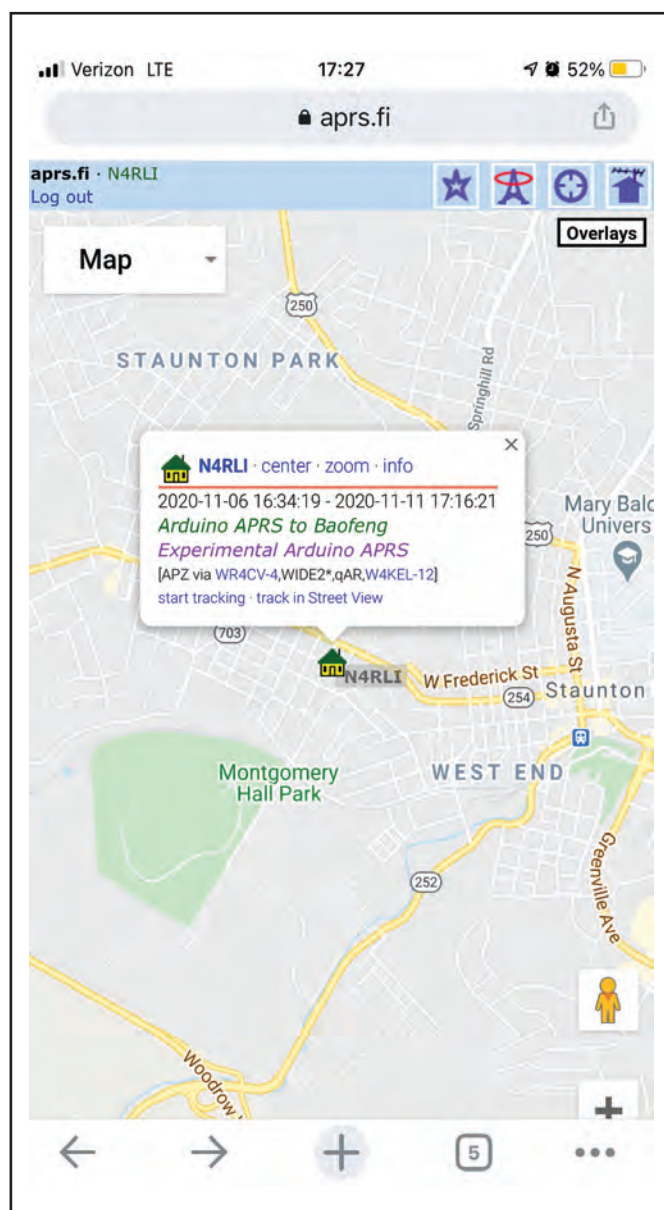 Verizon LTE 17:27 52%
aprs.fi
aprs.fi · N4RLI
Log out
Overlays
Map
250
STAUNTON PARK
Springhill Rd
N4RLI · center · zoom · info
×
2020-11-06 16:34:19 - 2020-11-11 17:16:21
Arduino APRS to Baofeng
Experimental Arduino APRS
[APZ via WR4CV-4,WIDE2*,qAR,W4KEL-12]
start tracking · track in Street View
Mary Bald
Univers
250
N Augusta St
703
N4RLI
W Frederick St
254
Staunton
Montgomery
Hall Park
WEST END
252
Greenville Ave
Woodrow
5